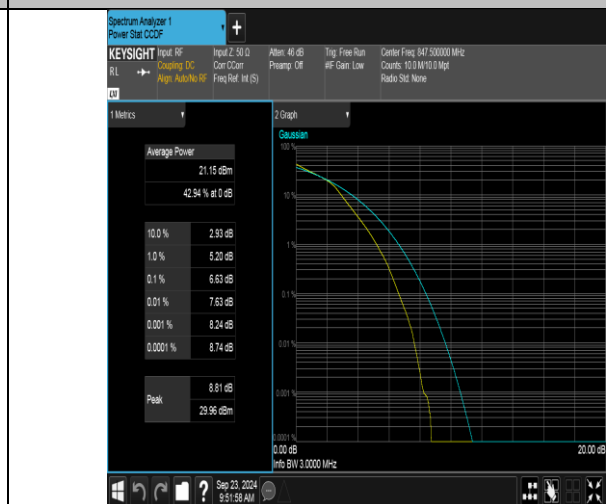 Spectrum Analyzer 1
Power Stat CCDF
+
KEYSIGHT
Input: RF
Coupling: DC
Align: Auto/No RF
Input Z: 50 Ω
Corr CCorr
Freq Ref: Int (S)
Atten: 46 dB
Preamp: Off
Trig: Free Run
#IF Gain: Low
Center Freq: 847.500000 MHz
Counts: 10.0 M/10.0 Mpt
Radio Std: None
RL
LXI
1 Metrics
Average Power
21.15 dBm
42.94 % at 0 dB
10.0 % 2.93 dB
1.0 % 5.20 dB
0.1 % 6.63 dB
0.01 % 7.63 dB
0.001 % 8.24 dB
0.0001 % 8.74 dB
Peak
8.81 dB
29.96 dBm
2 Graph
Gaussian
100 %
10 %
1 %
0.1 %
0.01 %
0.001 %
0.0001 %
0.00 dB
20.00 dB
Info BW 3.0000 MHz
?
Sep 23, 2024
9:51:58 AM